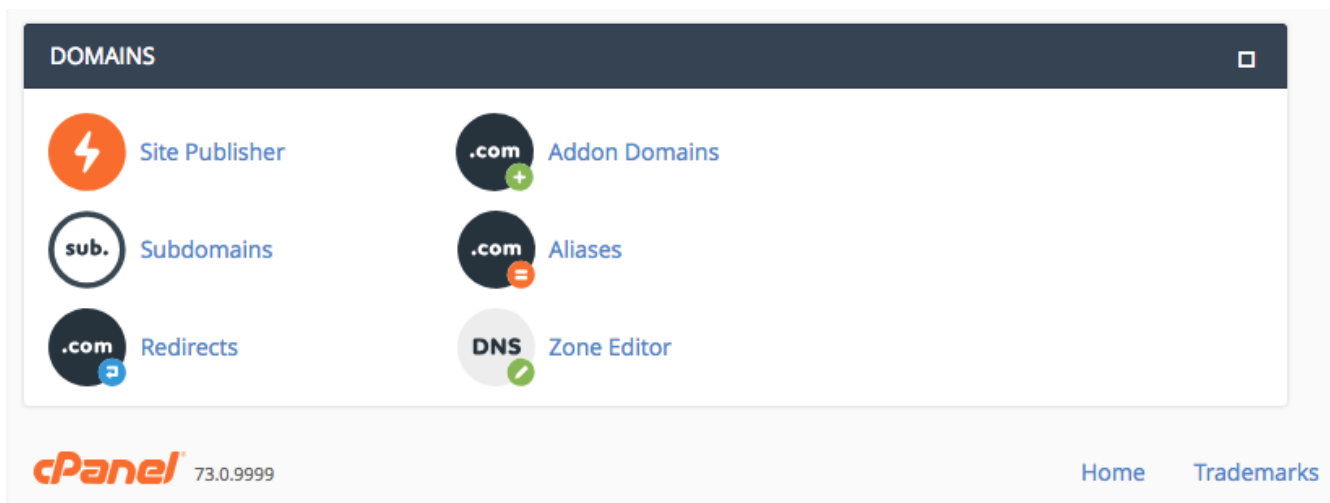 DOMAINS
Site Publisher
.com Addon Domains
sub. Subdomains
.com Aliases
.com Redirects
DNS Zone Editor
cPanel 73.0.9999 Home Trademarks